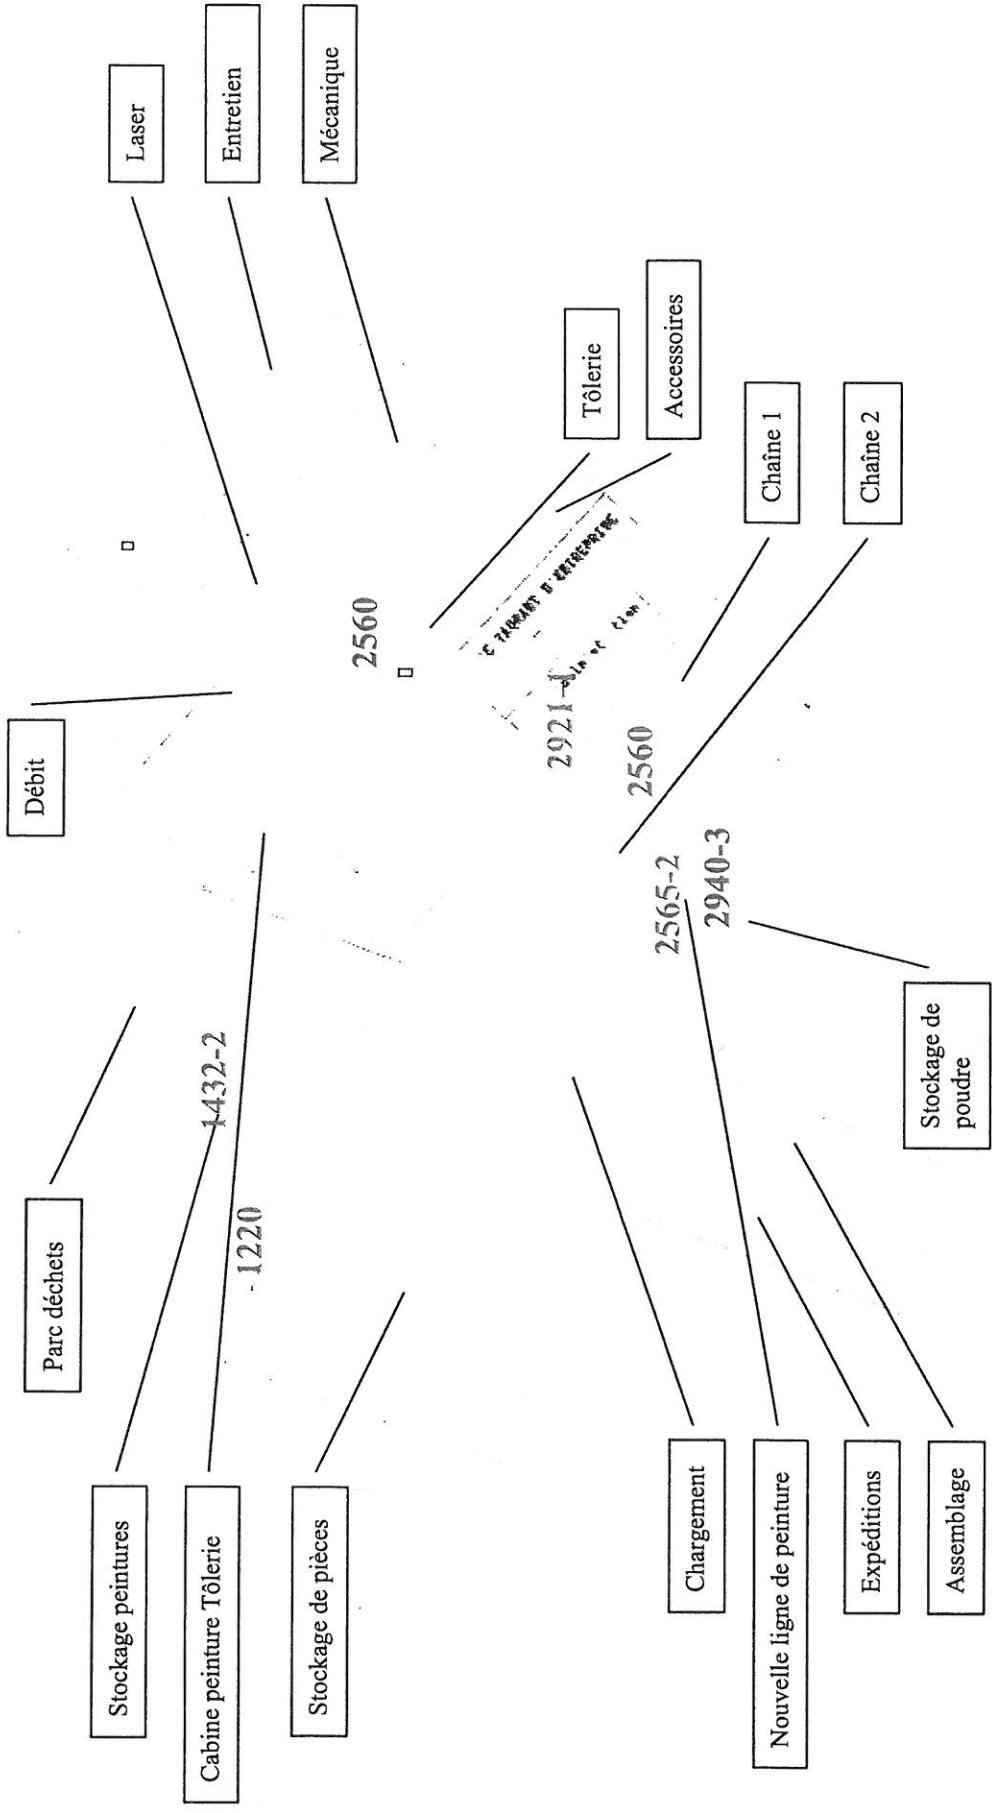 Stockage peintures
Cabine peinture Tôlerie
Stockage de pièces
Parc déchets
Débit
Laser
Entretien
Mécanique
1432-2
- 1220
2560
Tôlerie
Accessoires
D'ENTREPRISE
2921-1
2560
2565-2
2940-3
Chaîne 1
Chaîne 2
Chargement
Nouvelle ligne de peinture
Expéditions
Assemblage
Stockage de
poudre